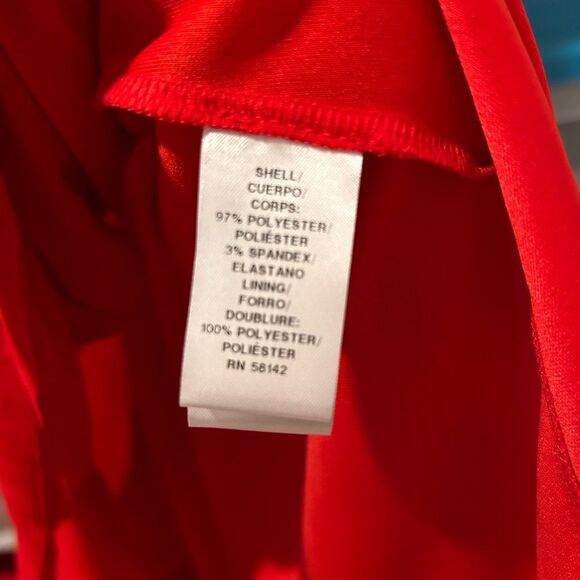 SHELL/
CUERPO/
CORPS:
97% POLYESTER/
POLIÉSTER
3% SPANDEX/
ELASTANO
LINING/
FORRO/
DOUBLURE:
100% POLYESTER/
POLIÉSTER
RN 58142